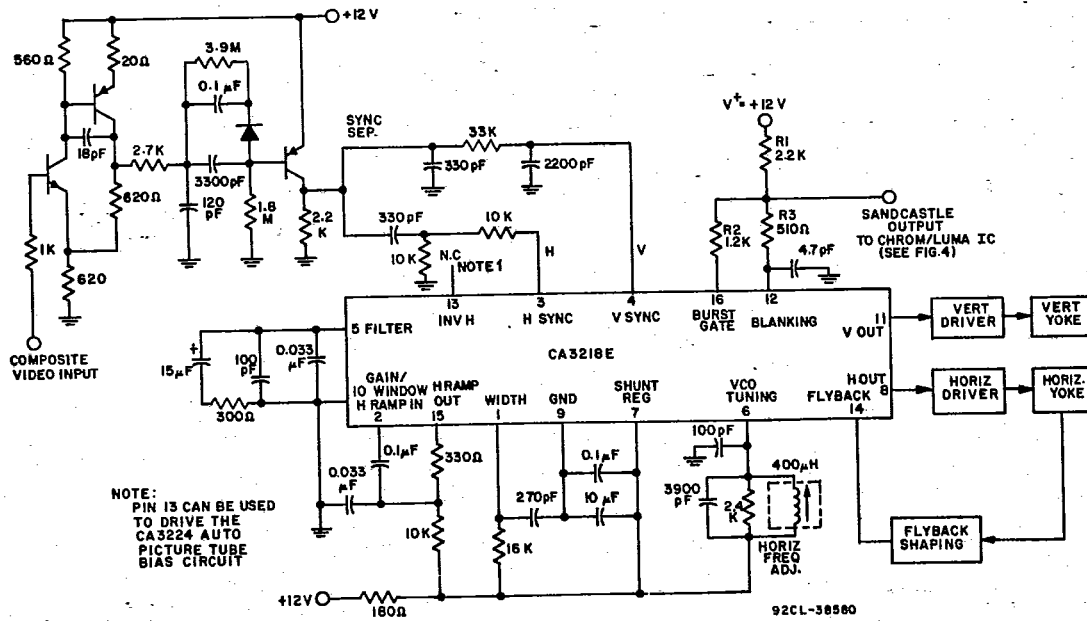 +12 V
560Ω
20Ω
3.9M
0.1µF
18pF
2.7K
3300pF
620Ω
120
pF
1.8
M
2.2
K
1K
620
COMPOSITE
VIDEO INPUT
SYNC
SEP.
33K
330pF
2200pF
330pF
10K
10K
N.C
NOTE 1
H
V
V+= +12V
R1
2.2K
R2
1.2K
R3
510Ω
4.7pF
SANDCASTLE
OUTPUT
TO CHROM/LUMA IC
(SEE FIG.4)
13
3
4
16
12
INV H
H SYNC
V SYNC
BURST
GATE
BLANKING
11
V OUT
VERT
DRIVER
VERT
YOKE
5 FILTER
CA3218E
GAIN/
10 WINDOW
H RAMP IN
2
H RAMP
OUT
15
WIDTH
1
GND
9
SHUNT
REG
7
VCO
TUNING
6
H OUT
8
FLYBACK
14
HORIZ
DRIVER
HORIZ.
YOKE
+
15µF
100
pF
0.033
µF
300Ω
0.1µF
0.033
µF
330Ω
10K
270pF
16K
0.1µF
10µF
100pF
3900
pF
2.4
K
400µH
HORIZ
FREQ
ADJ.
FLYBACK
SHAPING
NOTE:
PIN 13 CAN BE USED
TO DRIVE THE
CA3224 AUTO
PICTURE TUBE
BIAS CIRCUIT
+12V
180Ω
92CL-38580